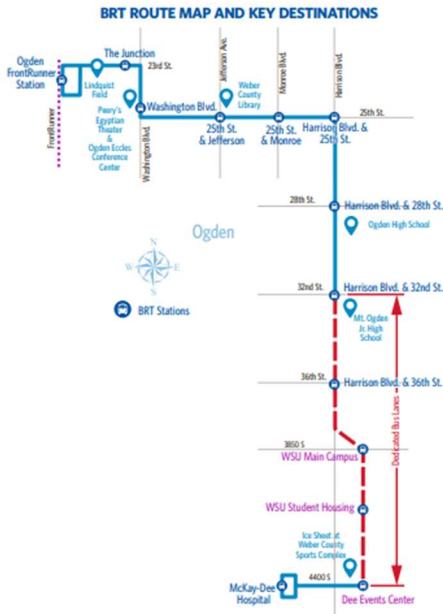 BRT ROUTE MAP AND KEY DESTINATIONS
Ogden
FrontRunner
Station
The Junction
23rd St.
Lindquist
Field
Peery's
Egyptian
Theater
&
Ogden Eccles
Conference
Center
FrontRunner
Washington Blvd.
Washington Blvd.
Jefferson Ave.
Weber
County
Library
Monroe Blvd.
Harrison Blvd.
25th St.
25th St.
& Jefferson
25th St.
& Monroe
Harrison Blvd. &
25th St.
28th St.
Harrison Blvd. & 28th St.
Ogden High School
Ogden
N
W
E
S
BRT Stations
32nd St.
Harrison Blvd. & 32nd St.
Mt. Ogden
Jr. High
School
36th St.
Harrison Blvd. & 36th St.
Dedicated Bus Lanes
3850 S
WSU Main Campus
WSU Student Housing
Ice Sheet at
Weber County
Sports Complex
4400 S
McKay-Dee
Hospital
Dee Events Center